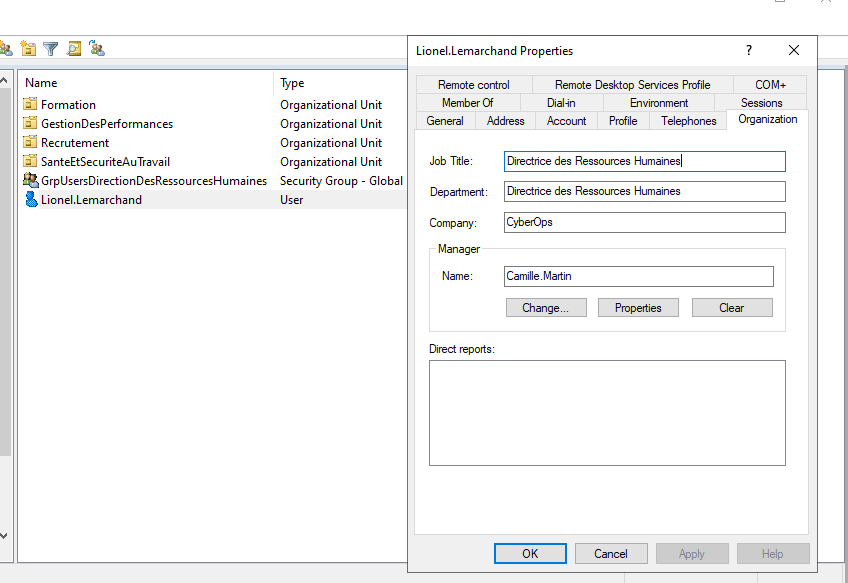 Lionel.Lemarchand Properties
?
Name Type
Formation Organizational Unit
GestionDesPerformances Organizational Unit
Recrutement Organizational Unit
SanteEtSecuriteAuTravail Organizational Unit
GrpUsersDirectionDesRessourcesHumaines Security Group - Global
Lionel.Lemarchand User
Remote control Remote Desktop Services Profile COM+
Member Of Dial-in Environment Sessions
General Address Account Profile Telephones Organization
Job Title: Directrice des Ressources Humaines
Department: Directrice des Ressources Humaines
Company: CyberOps
Manager
Name: Camille.Martin
Change... Properties Clear
Direct reports:
OK Cancel Apply Help